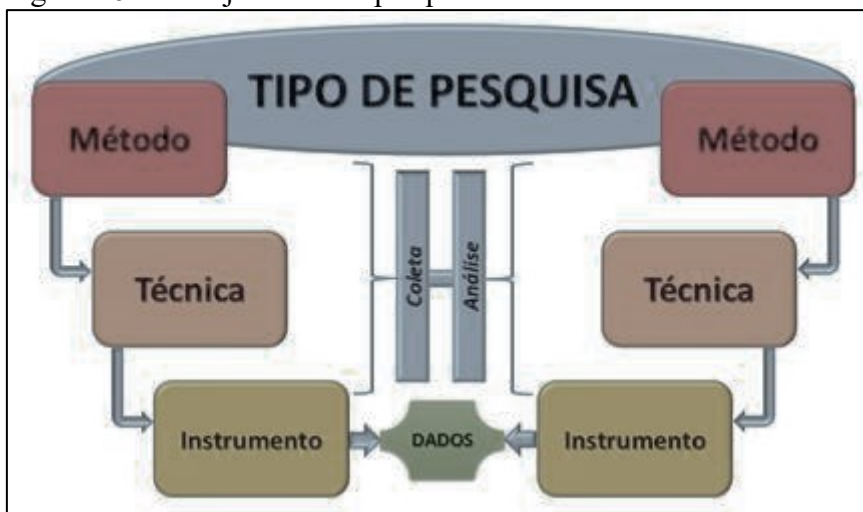 TIPO DE PESQUISA
Método
Método
Técnica
Coleta
Análise
Técnica
Instrumento
DADOS
Instrumento